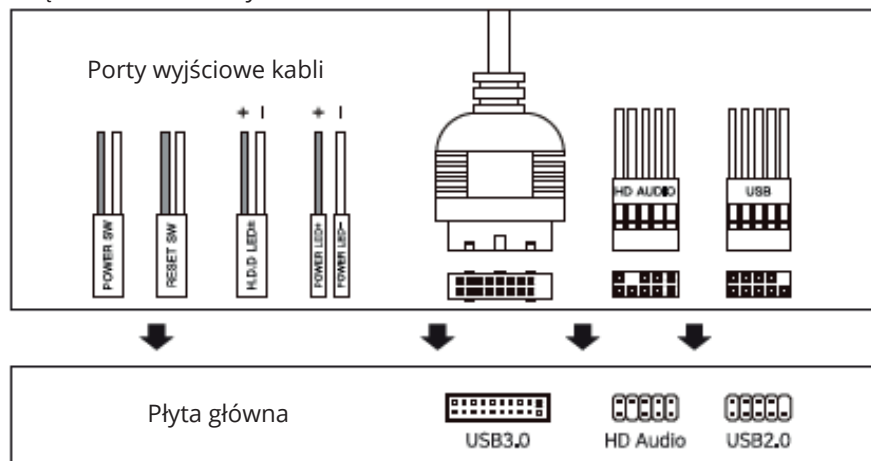 Porty wyjściowe kabli
+ –
+ –
POWER SW
RESET SW
H.D.D LED±
POWER LED+
POWER LED–
HD AUDIO
USB
Płyta główna
USB3.0
HD Audio
USB2.0